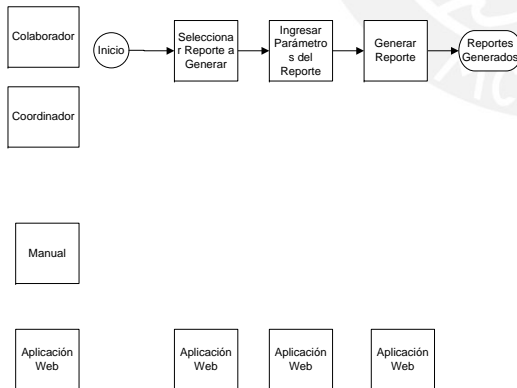 Colaborador
Inicio
Selecciona
r Reporte a
Generar
Ingresar
Parámetro
s del
Reporte
Generar
Reporte
Reportes
Generados
Coordinador
Manual
Aplicación
Web
Aplicación
Web
Aplicación
Web
Aplicación
Web